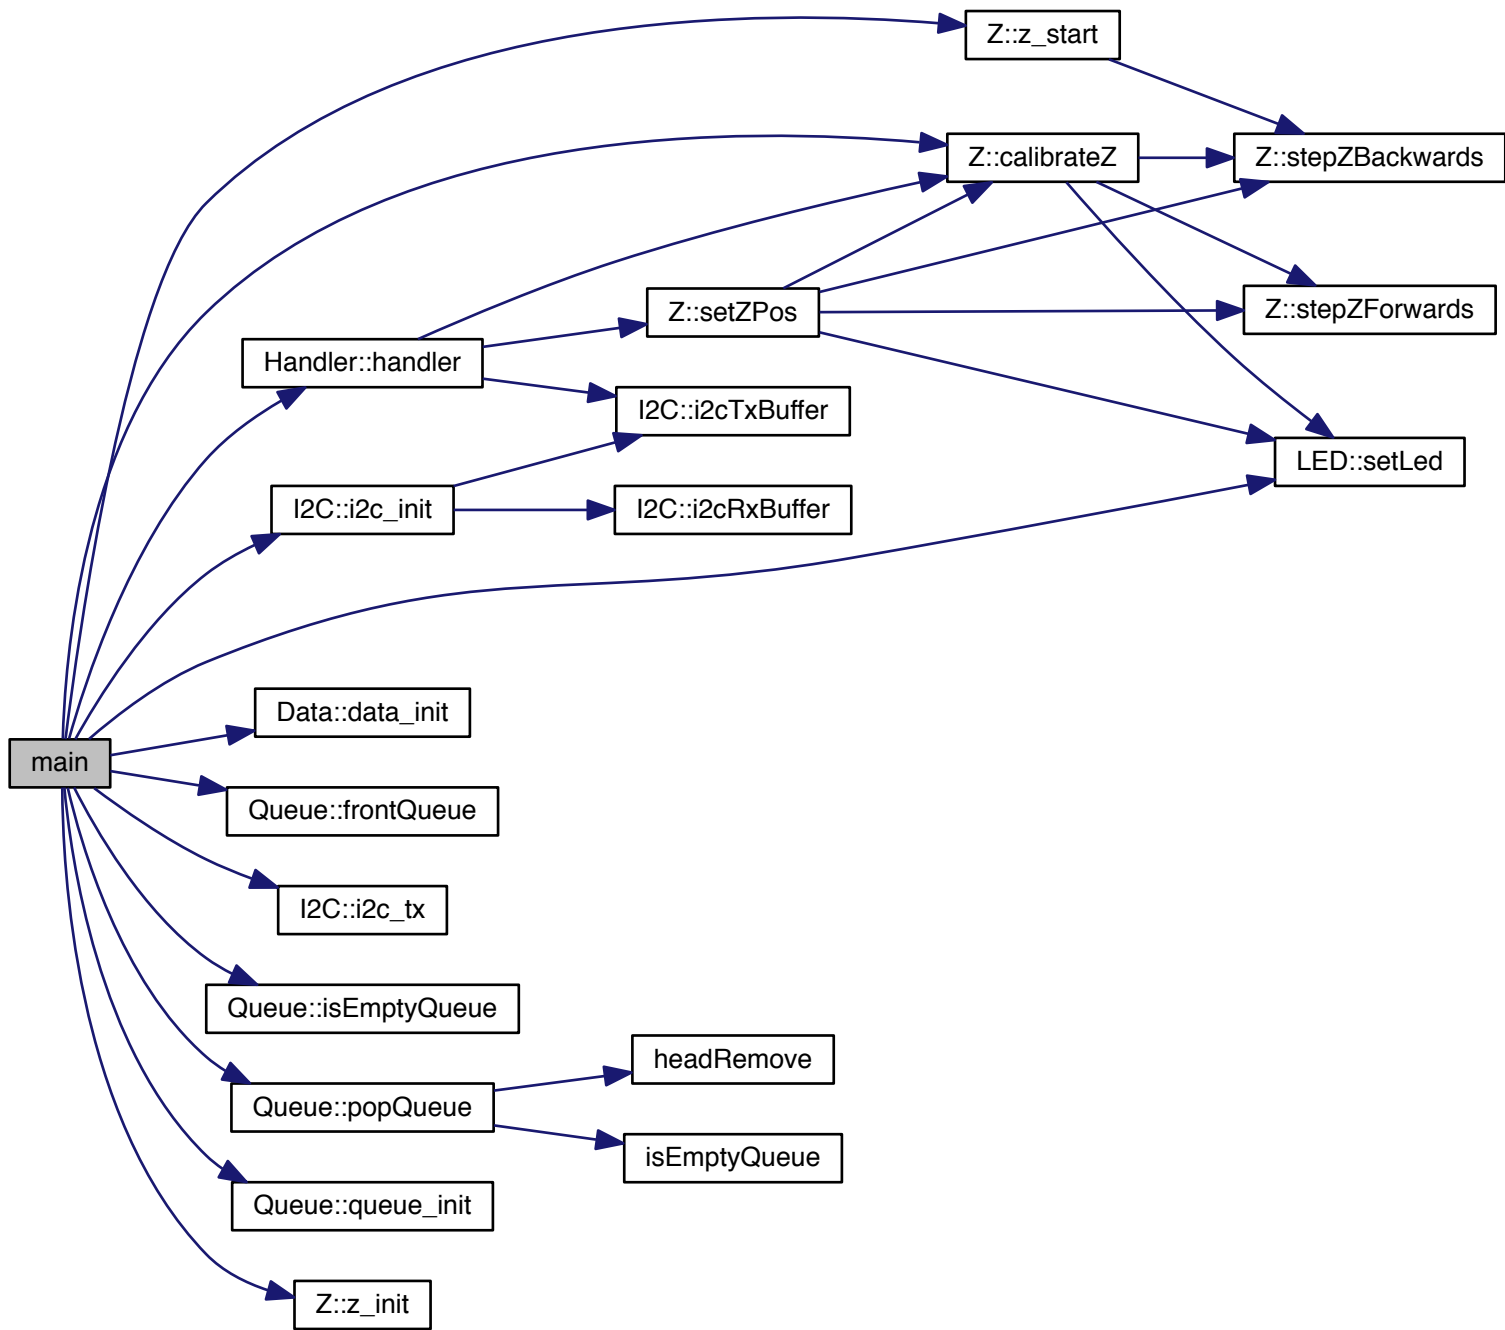 Z::z_start
Z::calibrateZ
Z::stepZBackwards
Z::setZPos
Z::stepZForwards
Handler::handler
I2C::i2cTxBuffer
LED::setLed
I2C::i2c_init
I2C::i2cRxBuffer
Data::data_init
main
Queue::frontQueue
I2C::i2c_tx
Queue::isEmptyQueue
headRemove
Queue::popQueue
isEmptyQueue
Queue::queue_init
Z::z_init